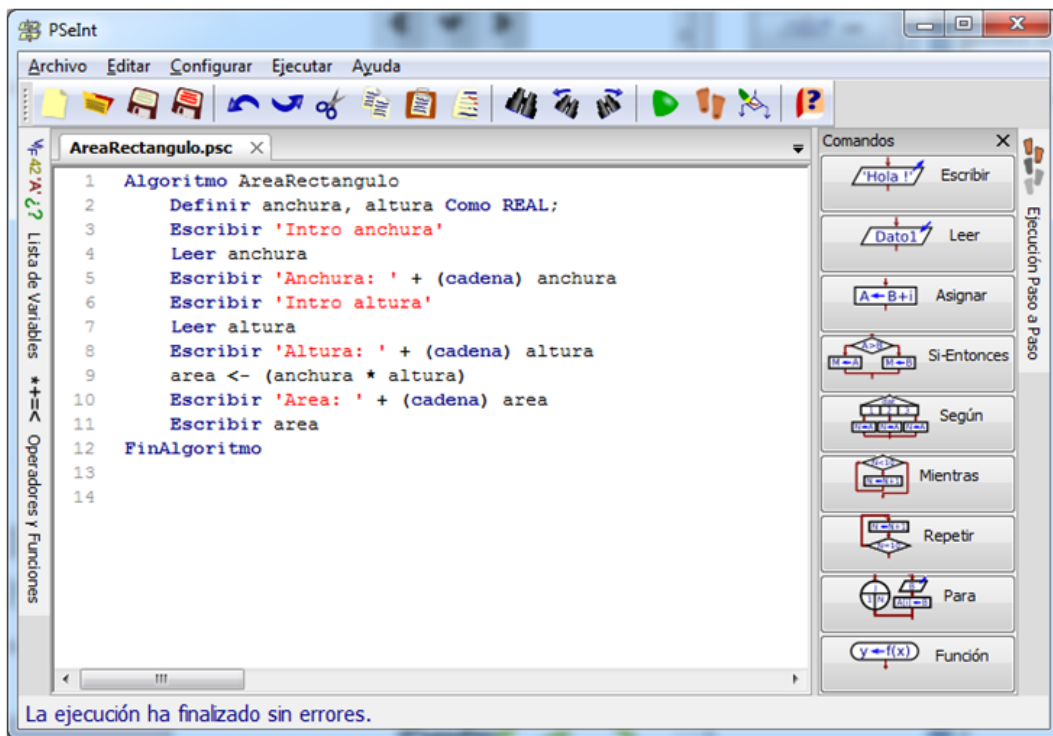 PSeInt
Archivo Editar Configurar Ejecutar Ayuda
AreaRectangulo.psc
1 Algoritmo AreaRectangulo
2 Definir anchura, altura Como REAL;
3 Escribir 'Intro anchura'
4 Leer anchura
5 Escribir 'Anchura: ' + (cadena) anchura
6 Escribir 'Intro altura'
7 Leer altura
8 Escribir 'Altura: ' + (cadena) altura
9 area <- (anchura * altura)
10 Escribir 'Area: ' + (cadena) area
11 Escribir area
12 FinAlgoritmo
13
14
42 'A' ¿? Lista de Variables
*+=< Operadores y Funciones
Comandos
'Hola !' Escribir
Dato1 Leer
A←B+i Asignar
A>B M←A M←B Si-Entonces
1 2 3 Según
Mientras
Repetir
Para
y←f(x) Función
Ejecución Paso a Paso
La ejecución ha finalizado sin errores.